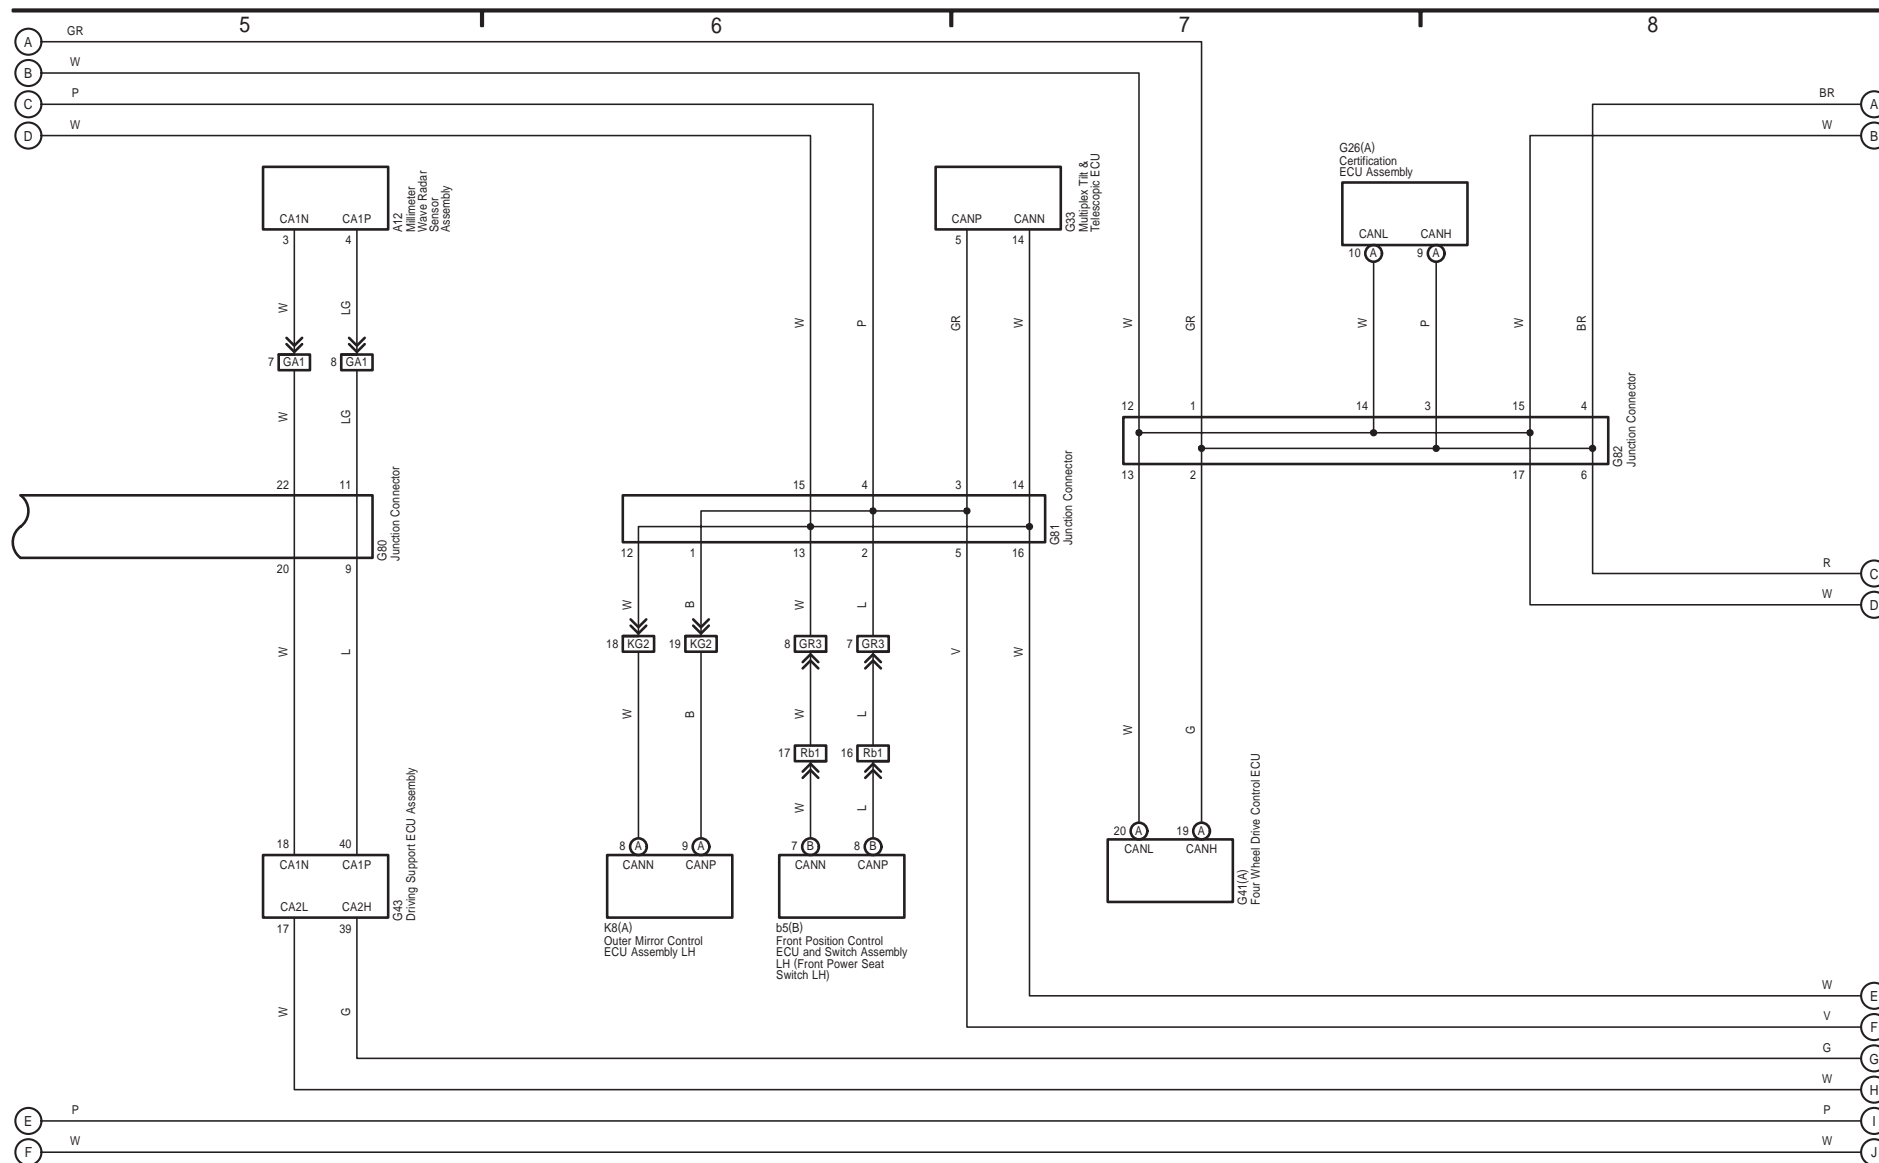 5 6 7 8
A GR
B W
C P
D W
BR A
W B
A12
Millimeter
Wave Radar
Sensor
Assembly
CA1N CA1P
3 4
W LG
7 GA1 8 GA1
W LG
22 11
G80
Junction Connector
20 9
W L
18 40
CA1N CA1P
CA2L CA2H
G43
Driving Support ECU Assembly
17 39
W G
G33
Multiplex Tilt &
Telescopic ECU
CANP CANN
5 14
W P GR W
15 4 3 14
G81
Junction Connector
12 1 13 2 5 16
W B W L
18 KG2 19 KG2 8 GR3 7 GR3
V W
W B W L
17 Rb1 16 Rb1
W L
8 A 9 A 7 B 8 B
CANN CANP CANN CANP
K8(A)
Outer Mirror Control
ECU Assembly LH
b5(B)
Front Position Control
ECU and Switch Assembly
LH (Front Power Seat
Switch LH)
G26(A)
Certification
ECU Assembly
CANL CANH
10 A 9 A
W GR W P W BR
12 1 14 3 15 4
G82
Junction Connector
13 2 17 6
W G
20 A 19 A
CANL CANH
G41(A)
Four Wheel Drive Control ECU
R C
W D
W E
V F
G G
W H
E P P I
F W W J